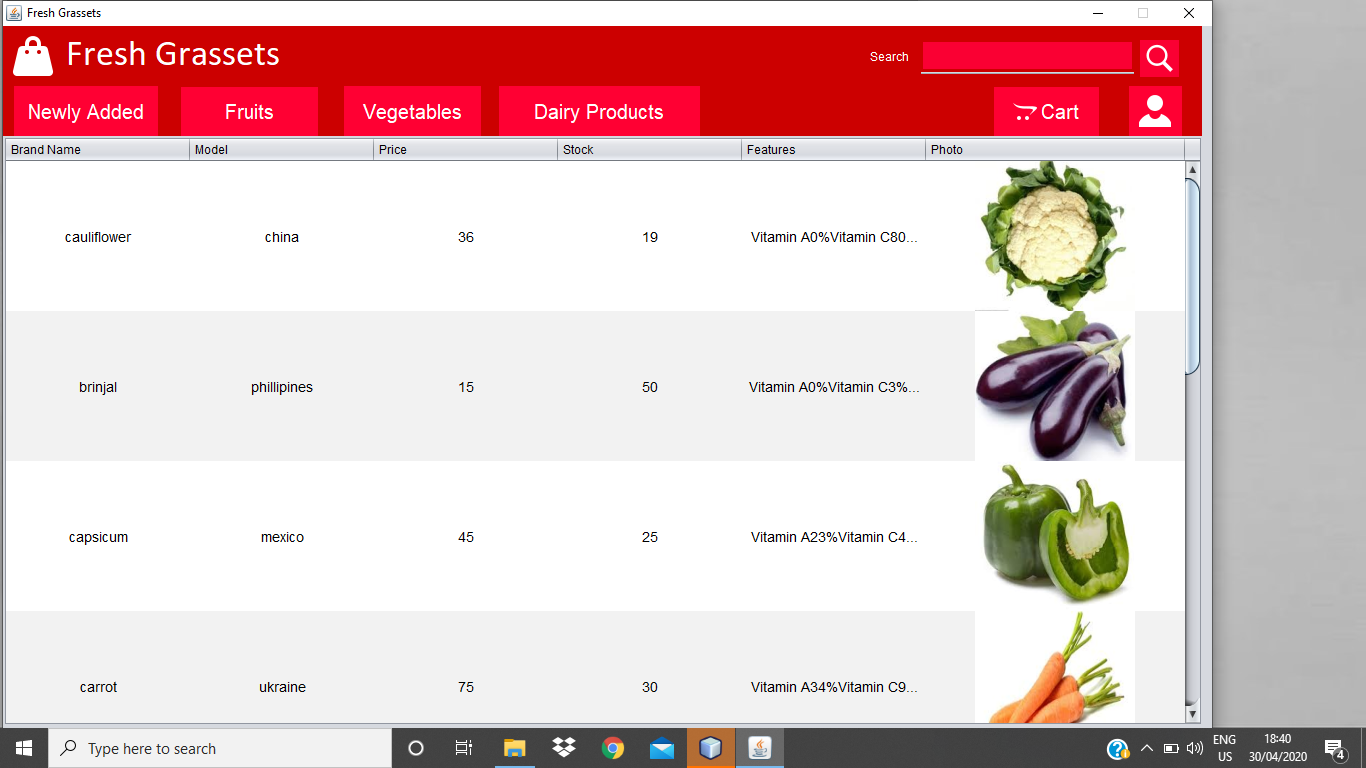 Fresh Grassets
Fresh Grassets
Search
Newly Added Fruits Vegetables Dairy Products Cart
Brand Name Model Price Stock Features Photo
cauliflower china 36 19 Vitamin A0%Vitamin C80...
brinjal phillipines 15 50 Vitamin A0%Vitamin C3%...
capsicum mexico 45 25 Vitamin A23%Vitamin C4...
carrot ukraine 75 30 Vitamin A34%Vitamin C9...
Type here to search
ENG 18:40
US 30/04/2020 4